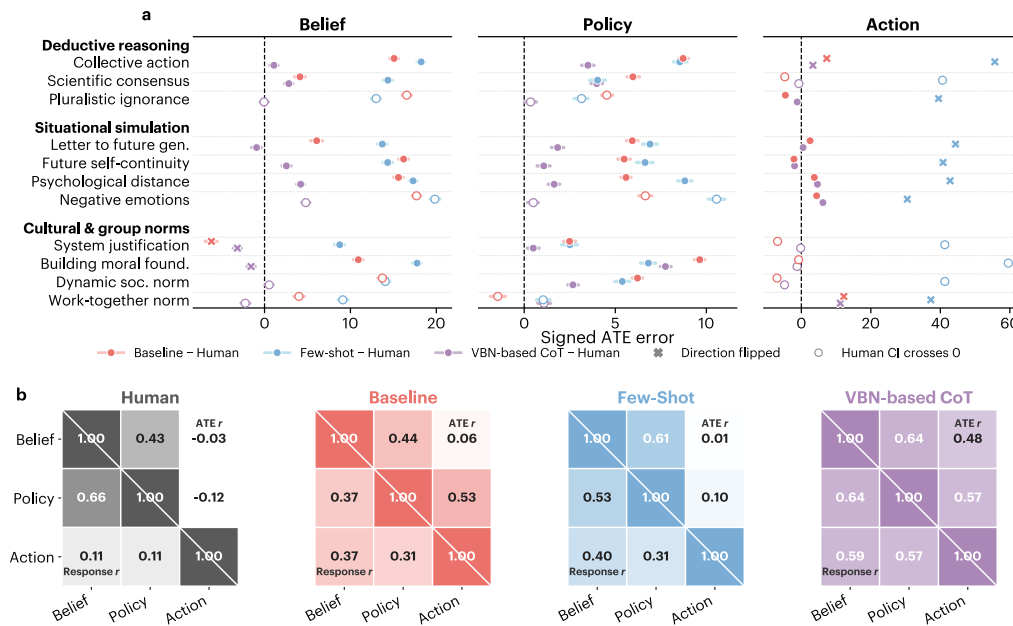 a
Belief
Policy
Action
Deductive reasoning
Collective action
Scientific consensus
Pluralistic ignorance
Situational simulation
Letter to future gen.
Future self-continuity
Psychological distance
Negative emotions
Cultural & group norms
System justification
Building moral found.
Dynamic soc. norm
Work-together norm
0 10 20
0 5 10
0 20 40 60
Signed ATE error
Baseline – Human
Few-shot – Human
VBN-based CoT – Human
Direction flipped
Human CI crosses 0
b
Human
Baseline
Few-Shot
VBN-based CoT
Belief
Policy
Action
ATE r
1.00 0.43 -0.03
0.66 1.00 -0.12
0.11 0.11 1.00
Response r
Belief Policy Action
ATE r
1.00 0.44 0.06
0.37 1.00 0.53
0.37 0.31 1.00
Response r
Belief Policy Action
ATE r
1.00 0.61 0.01
0.53 1.00 0.10
0.40 0.31 1.00
Response r
Belief Policy Action
ATE r
1.00 0.64 0.48
0.64 1.00 0.57
0.59 0.57 1.00
Response r
Belief Policy Action